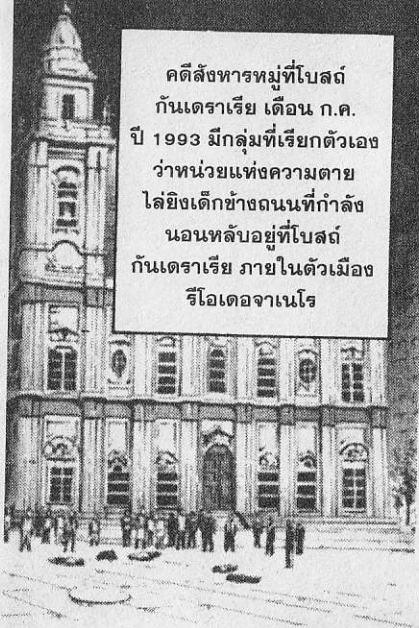 คดีสังหารหมู่ที่โบสถ์
กันเดราเรีย เดือน ก.ค.
ปี 1993 มีกลุ่มที่เรียกตัวเอง
ว่าหน่วยแห่งความตาย
ไล่ยิงเด็กข้างถนนที่กำลัง
นอนหลับอยู่ที่โบสถ์
กันเดราเรีย ภายในตัวเมือง
รีโอเดอจาเนโร